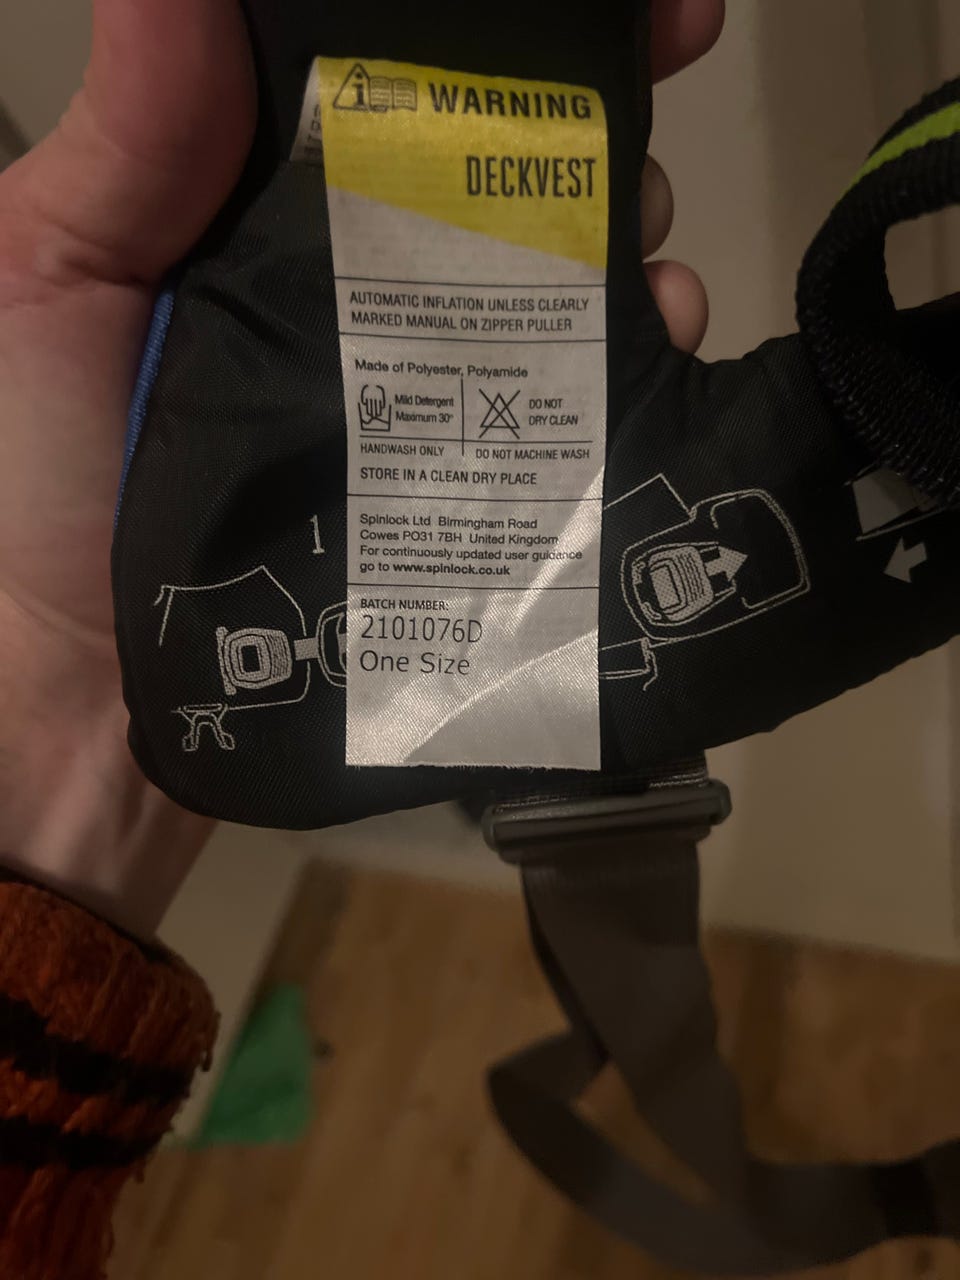 WARNING
DECKVEST
AUTOMATIC INFLATION UNLESS CLEARLY
MARKED MANUAL ON ZIPPER PULLER
Made of Polyester, Polyamide
Mild Detergent
Maximum 30°
DO NOT
DRY CLEAN
HANDWASH ONLY
DO NOT MACHINE WASH
STORE IN A CLEAN DRY PLACE
Spinlock Ltd Birmingham Road
Cowes PO31 7BH United Kingdom
For continuously updated user guidance
go to www.spinlock.co.uk
BATCH NUMBER:
2101076D
One Size
1